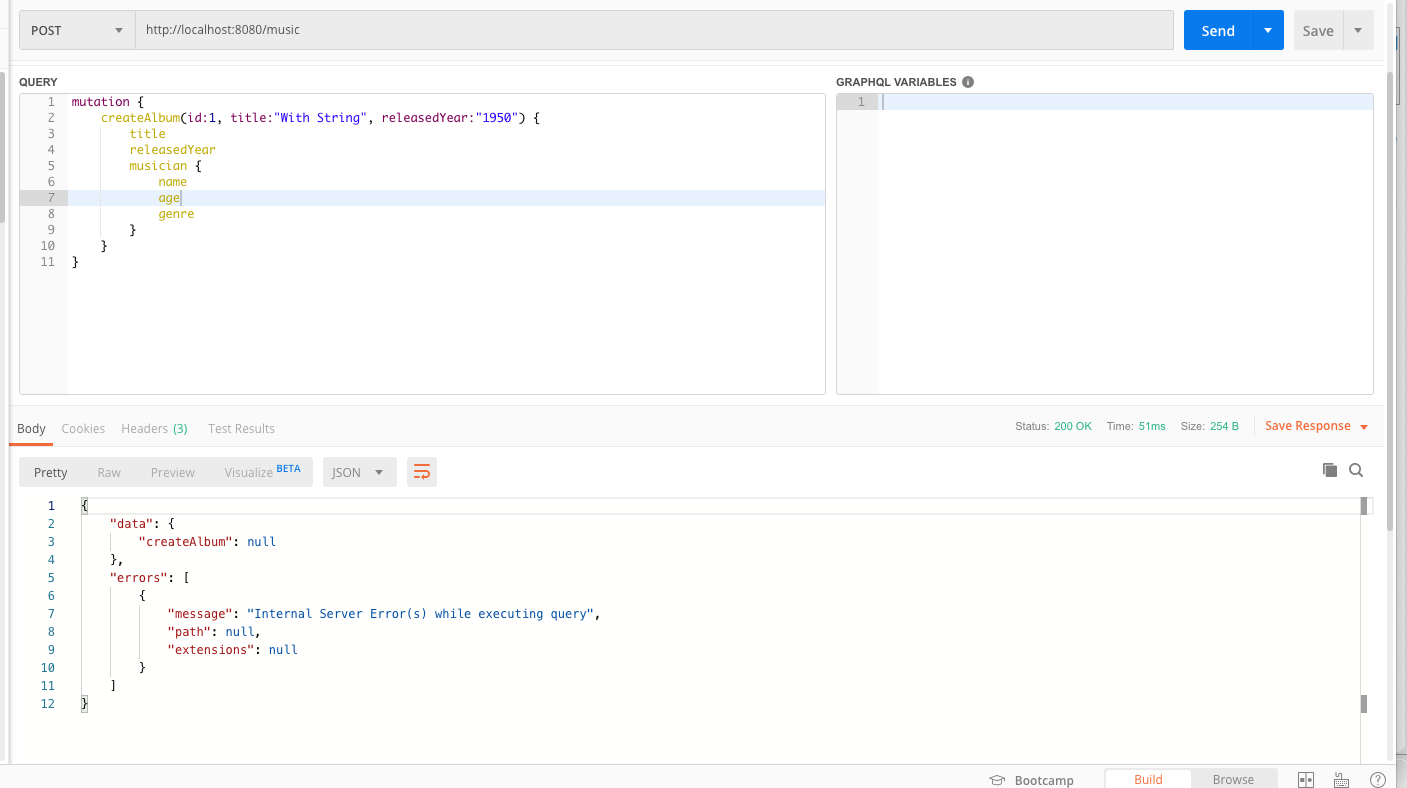 POST http://localhost:8080/music Send Save
QUERY GRAPHQL VARIABLES i
1 mutation { 1
2 createAlbum(id:1, title:"With String", releasedYear:"1950") {
3 title
4 releasedYear
5 musician {
6 name
7 age
8 genre
9 }
10 }
11 }
Body Cookies Headers (3) Test Results Status: 200 OK Time: 51ms Size: 254 B Save Response
Pretty Raw Preview Visualize BETA JSON
1 {
2 "data": {
3 "createAlbum": null
4 },
5 "errors": [
6 {
7 "message": "Internal Server Error(s) while executing query",
8 "path": null,
9 "extensions": null
10 }
11 ]
12 }
Bootcamp Build Browse ?